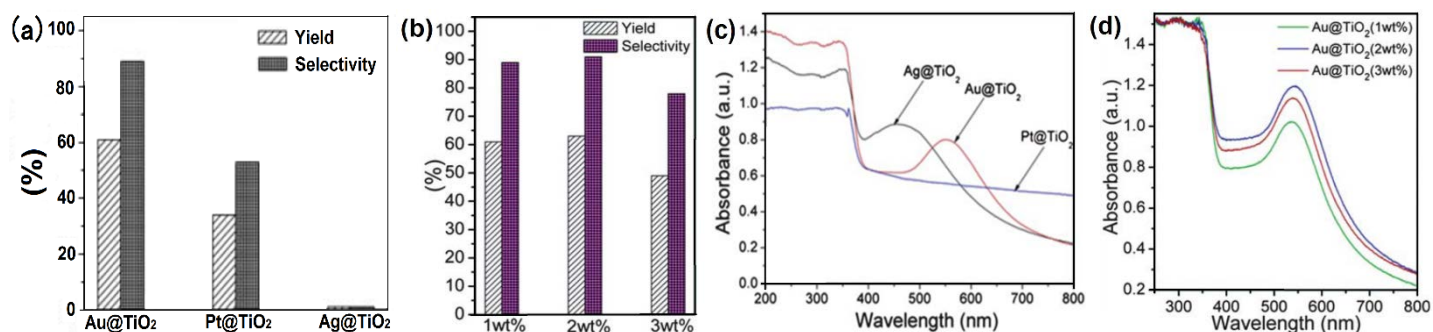 (a)
100
80
60
40
20
0
(%)
Yield
Selectivity
Au@TiO₂ Pt@TiO₂ Ag@TiO₂
(b)
100
90
80
70
60
50
40
30
20
10
0
(%)
Yield
Selectivity
1wt% 2wt% 3wt%
(c)
1.4
1.2
1.0
0.8
0.6
0.4
0.2
0.0
Absorbance (a.u.)
Ag@TiO₂
Au@TiO₂
Pt@TiO₂
200 300 400 500 600 700 800
Wavelength (nm)
(d)
1.4
1.2
1.0
0.8
0.6
0.4
0.2
Absorbance (a.u.)
Au@TiO₂(1wt%)
Au@TiO₂(2wt%)
Au@TiO₂(3wt%)
300 400 500 600 700 800
Wavelength (nm)